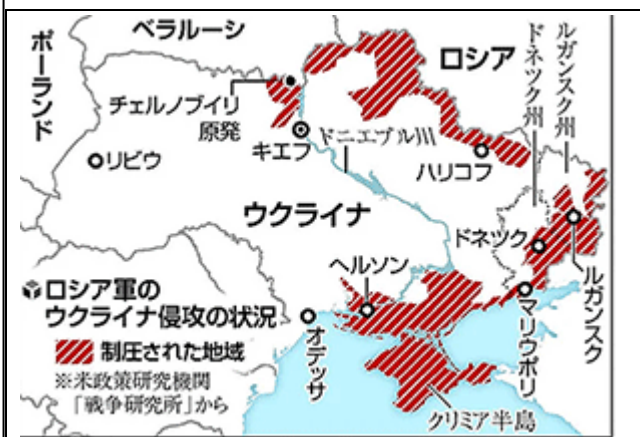 ポーランド
ベラルーシ
ロシア
ドネツク州
ルガンスク州
チェルノブイリ
原発
キエフ
ドニエプル川
リビウ
ハリコフ
ウクライナ
ドネツク
ヘルソン
ルガンスク
マリウポリ
オデッサ
クリミア半島
ロシア軍の
ウクライナ侵攻の状況
制圧された地域
※米政策研究機関
「戦争研究所」から